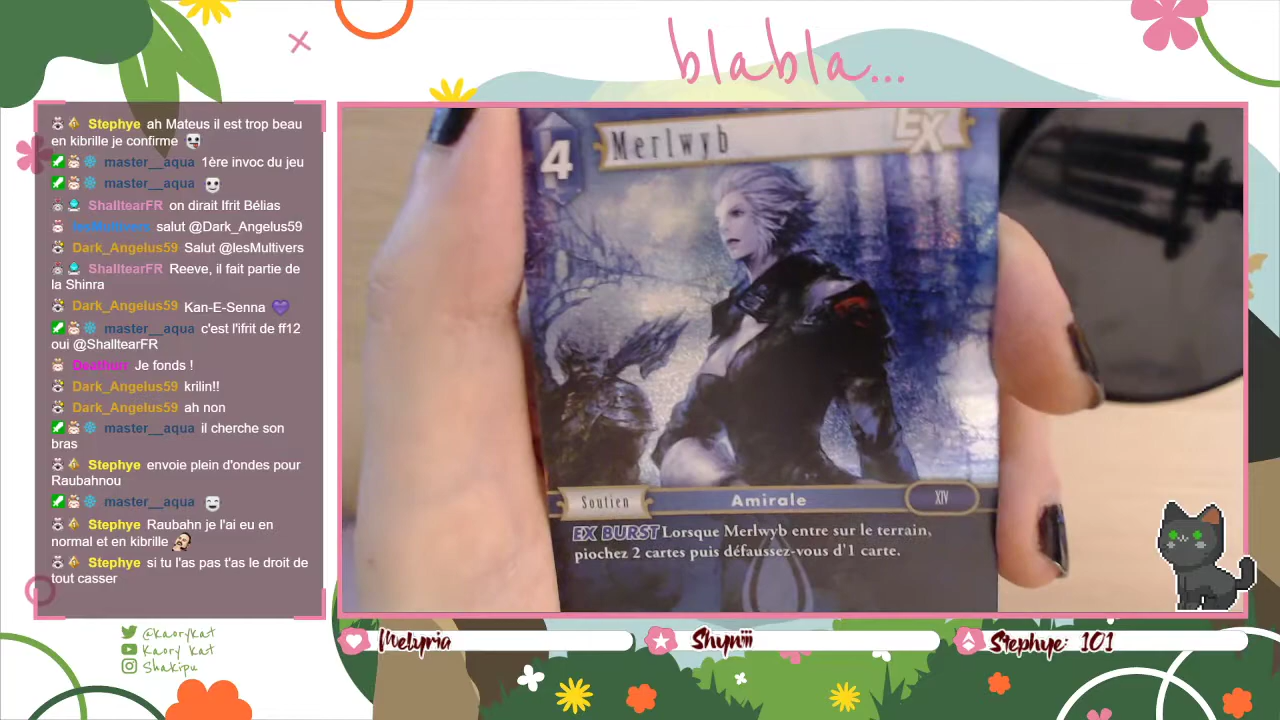 blabla...
Stephye ah Mateus il est trop beau
en kibrille je confirme
master__aqua 1ère invoc du jeu
master__aqua
ShalltearFR on dirait Ifrit Bélias
lesMultivers salut @Dark_Angelus59
Dark_Angelus59 Salut @lesMultivers
ShalltearFR Reeve, il fait partie de
la Shinra
Dark_Angelus59 Kan-E-Senna
master__aqua c'est l'ifrit de ff12
oui @ShalltearFR
Je fonds !
Dark_Angelus59 krilin!!
Dark_Angelus59 ah non
master__aqua il cherche son
bras
Stephye envoie plein d'ondes pour
Raubahnou
master__aqua
Stephye Raubahn je l'ai eu en
normal et en kibrille
Stephye si tu l'as pas t'as le droit de
tout casser
4
Merlwyb
EX
Soutien
Amirale
XIV
EX BURST Lorsque Merlwyb entre sur le terrain,
piochez 2 cartes puis défaussez-vous d'1 carte.
@kaorykat
Kaory kat
Shakipu
Melyria
Shyniii
Stephye: 101